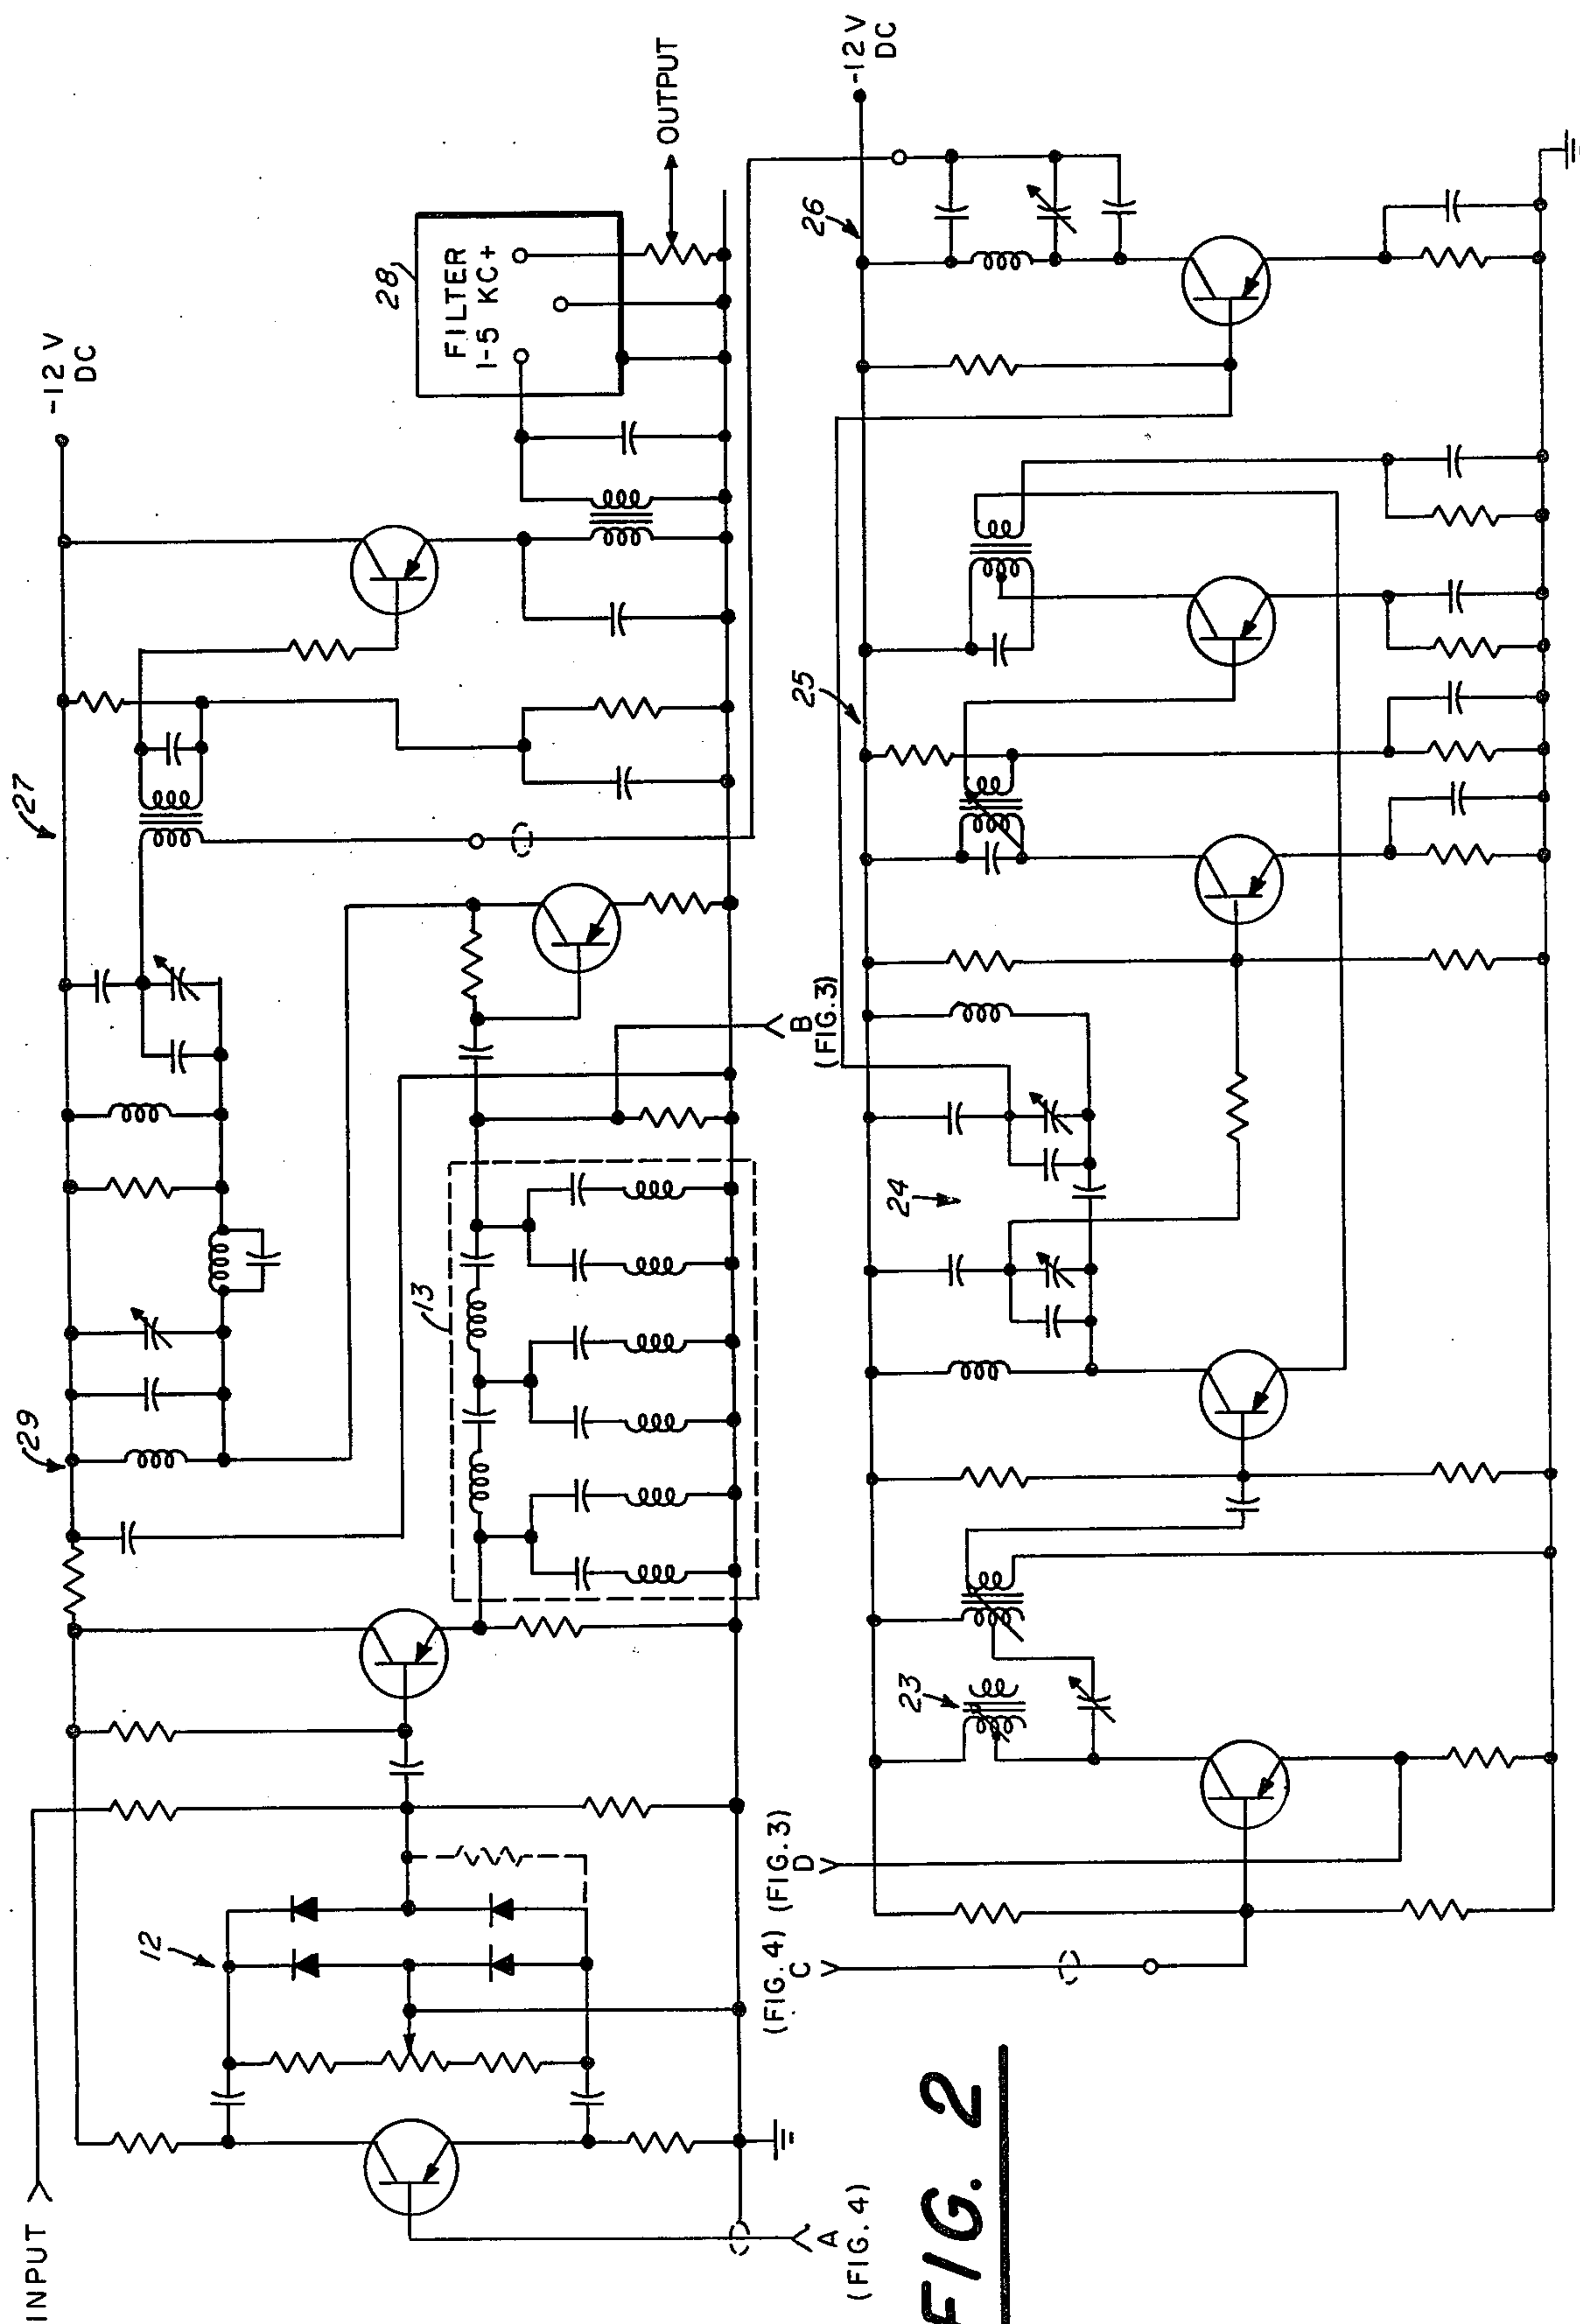 INPUT
12
29
27
-12 V
DC
28
FILTER
1-5 KC+
OUTPUT
13
A
(FIG. 4)
B
(FIG. 3)
(FIG. 4)
C
(FIG. 3)
D
23
24
25
26
-12 V
DC
FIG. 2